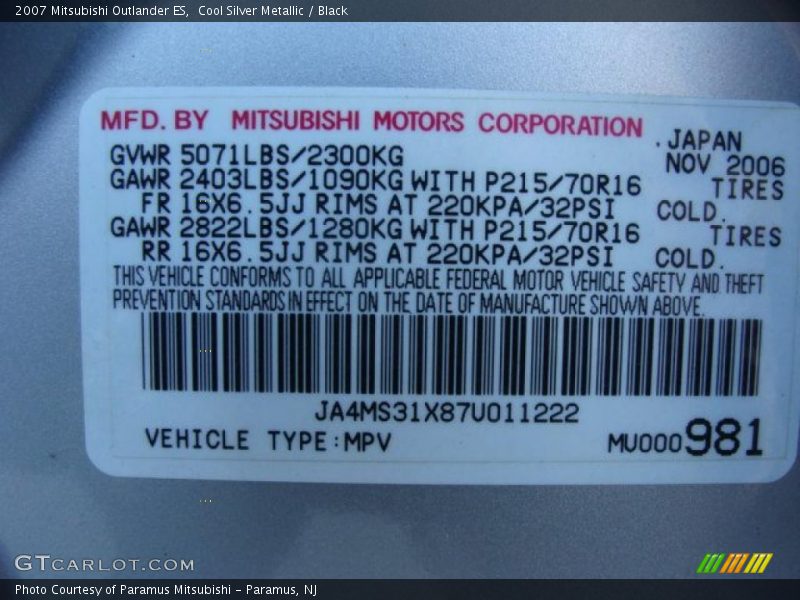 2007 Mitsubishi Outlander ES,  Cool Silver Metallic / Black
MFD. BY MITSUBISHI MOTORS CORPORATION . JAPAN
GVWR 5071LBS/2300KG NOV 2006
GAWR 2403LBS/1090KG WITH P215/70R16 TIRES
FR 16X6.5JJ RIMS AT 220KPA/32PSI COLD.
GAWR 2822LBS/1280KG WITH P215/70R16 TIRES
RR 16X6.5JJ RIMS AT 220KPA/32PSI COLD.
THIS VEHICLE CONFORMS TO ALL APPLICABLE FEDERAL MOTOR VEHICLE SAFETY AND THEFT
PREVENTION STANDARDS IN EFFECT ON THE DATE OF MANUFACTURE SHOWN ABOVE.
JA4MS31X87U011222
VEHICLE TYPE:MPV MU000981
GTCARLOT.COM
Photo Courtesy of Paramus Mitsubishi - Paramus, NJ